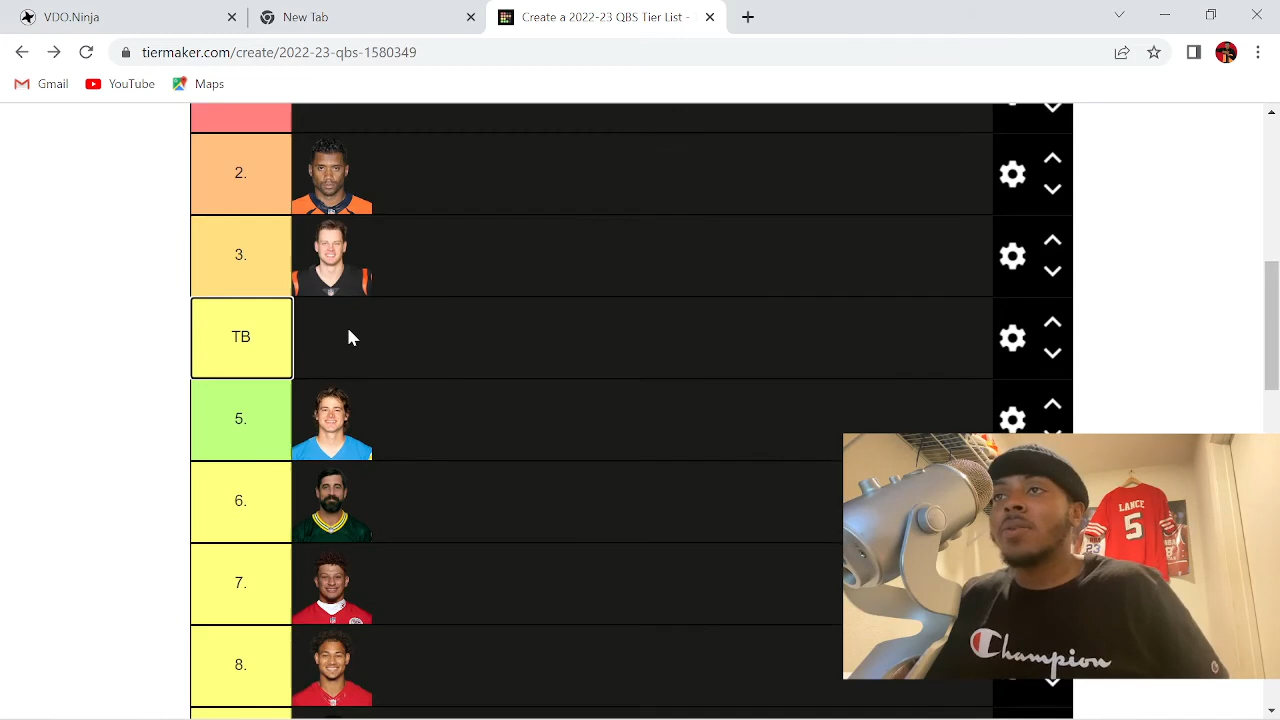 VDO.Ninja
New Tab
Create a 2022-23 QBS Tier List -
tiermaker.com/create/2022-23-qbs-1580349
Gmail
YouTube
Maps
2.
3.
TB
5.
6.
7.
8.
LANCE
5
23
Champion